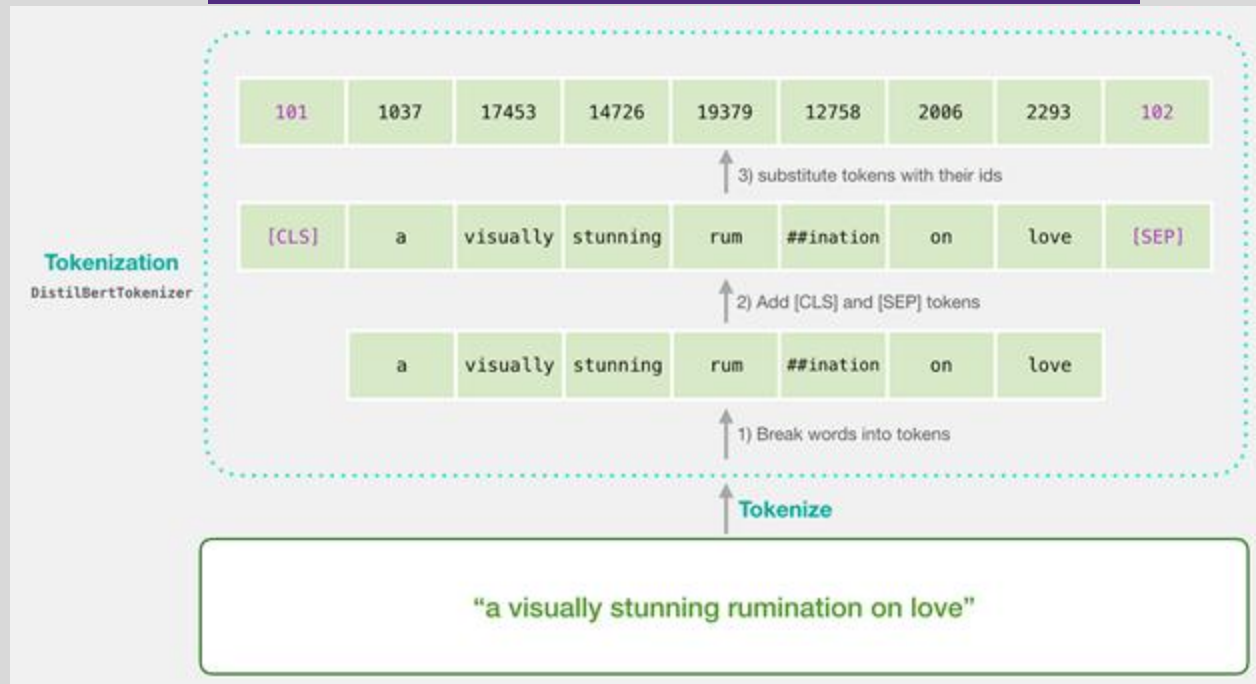 101 1037 17453 14726 19379 12758 2006 2293 102
3) substitute tokens with their ids
[CLS] a visually stunning rum ##ination on love [SEP]
Tokenization
DistilBertTokenizer
2) Add [CLS] and [SEP] tokens
a visually stunning rum ##ination on love
1) Break words into tokens
Tokenize
“a visually stunning rumination on love”